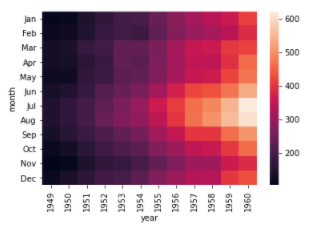 Jan
Feb
Mar
Apr
May
Jun
Jul
Aug
Sep
Oct
Nov
Dec
month
1949 1950 1951 1952 1953 1954 1955 1956 1957 1958 1959 1960
year
600
500
400
300
200